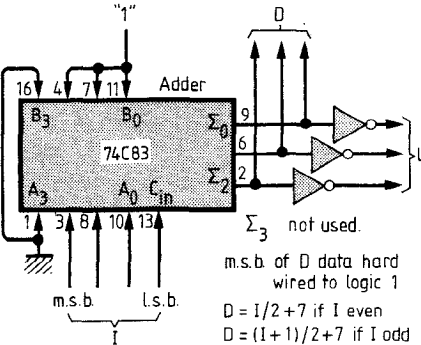 "1"
D
16 4 7 11 Adder
B3 B0 Σ0 9
74C83 6
A3 A0 Cin Σ2 2
L
1 3 8 10 13
Σ3 not used.
m.s.b. l.s.b.
I
m.s.b. of D data hard
wired to logic 1
D = I/2+7 if I even
D = (I+1)/2+7 if I odd